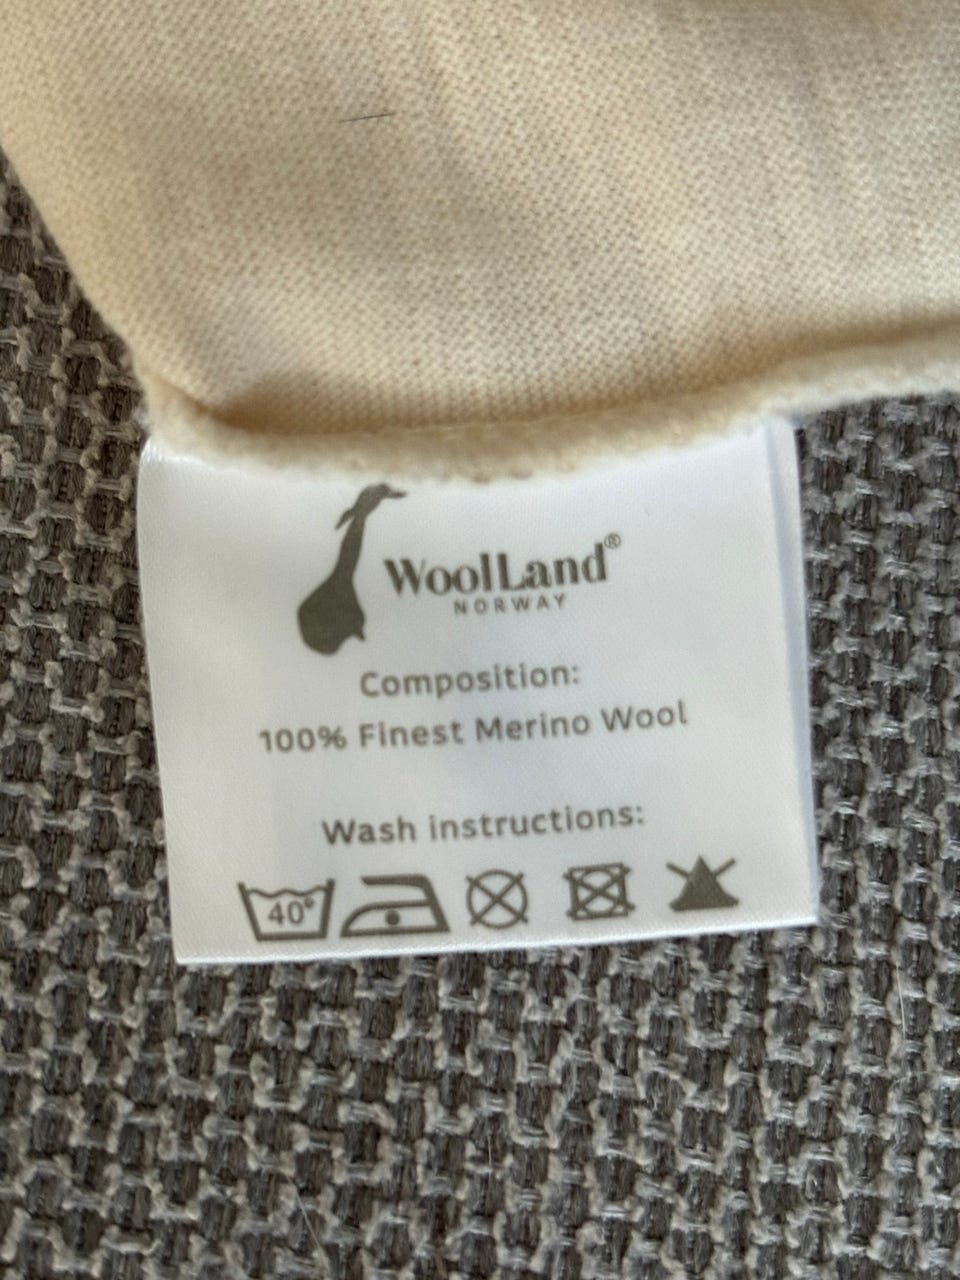 WoolLand®
NORWAY
Composition:
100% Finest Merino Wool
Wash instructions:
40°